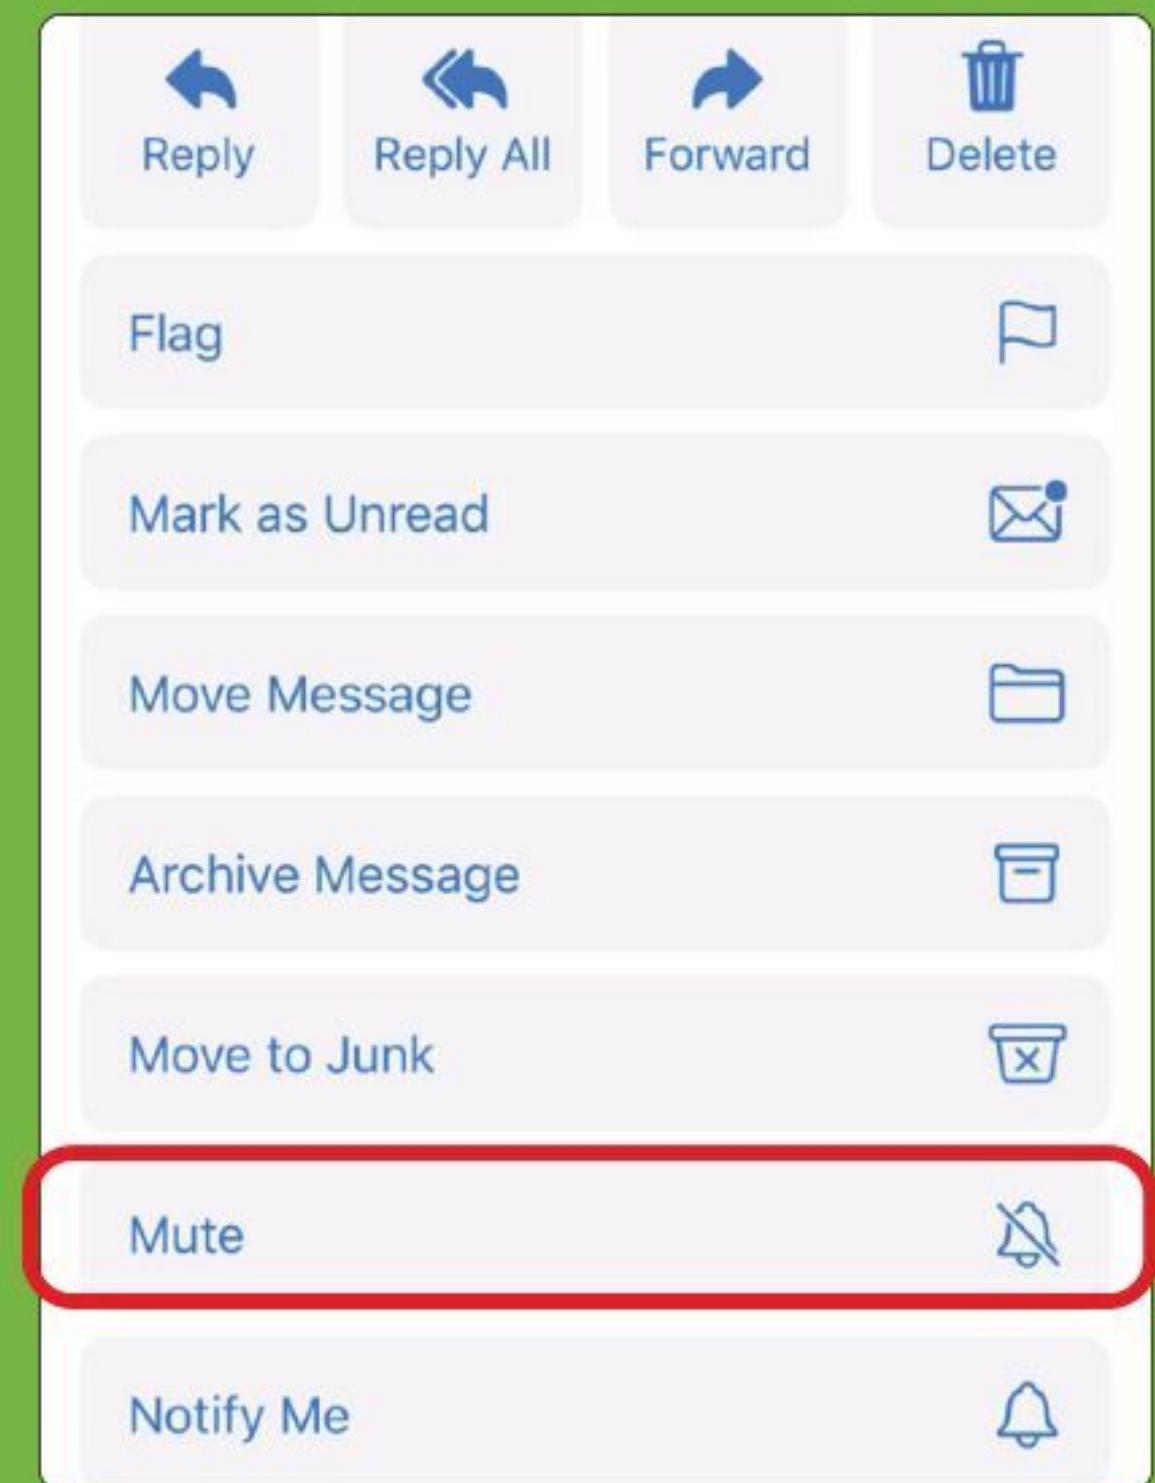 Reply Reply All Forward Delete
Flag
Mark as Unread
Move Message
Archive Message
Move to Junk
Mute
Notify Me